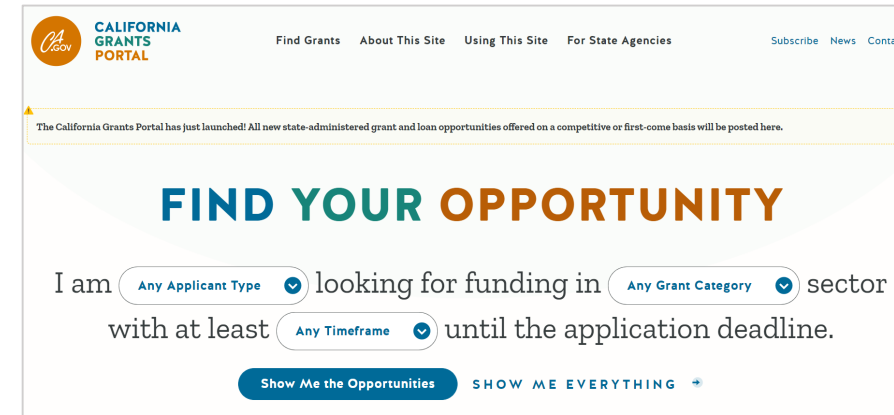 CA.GOV
CALIFORNIA
GRANTS
PORTAL
Find Grants About This Site Using This Site For State Agencies
Subscribe News Conta
The California Grants Portal has just launched! All new state-administered grant and loan opportunities offered on a competitive or first-come basis will be posted here.
FIND YOUR OPPORTUNITY
I am Any Applicant Type looking for funding in Any Grant Category sector
with at least Any Timeframe until the application deadline.
Show Me the Opportunities SHOW ME EVERYTHING